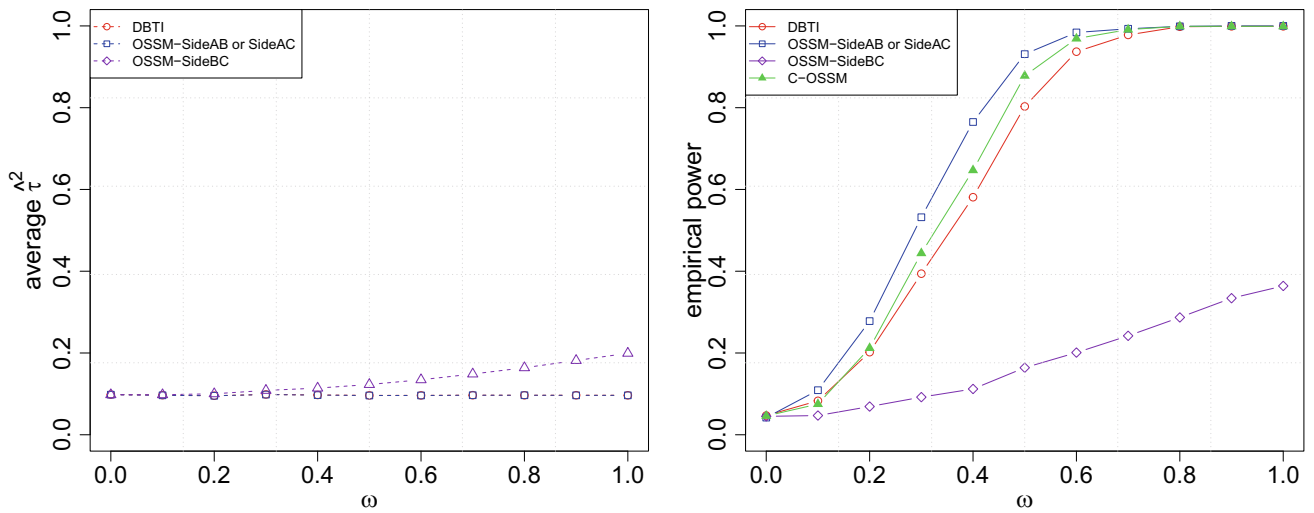 DBTI
OSSM−SideAB or SideAC
OSSM−SideBC
average τ̂²
0.0 0.2 0.4 0.6 0.8 1.0
0.0 0.2 0.4 0.6 0.8 1.0
ω
DBTI
OSSM−SideAB or SideAC
OSSM−SideBC
C−OSSM
empirical power
0.0 0.2 0.4 0.6 0.8 1.0
0.0 0.2 0.4 0.6 0.8 1.0
ω